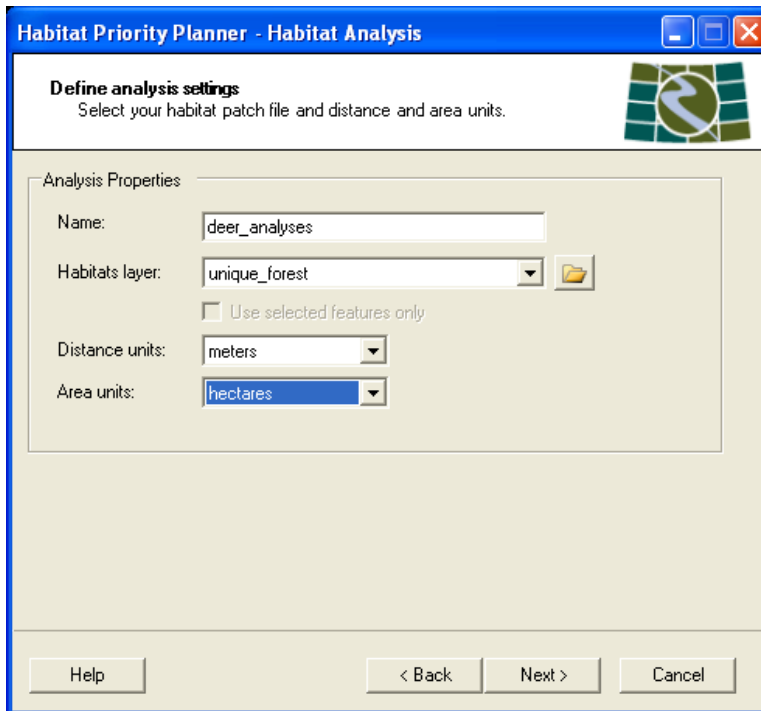 Habitat Priority Planner - Habitat Analysis
Define analysis settings
Select your habitat patch file and distance and area units.
Analysis Properties
Name: deer_analyses
Habitats layer: unique_forest
Use selected features only
Distance units: meters
Area units: hectares
Help < Back Next > Cancel